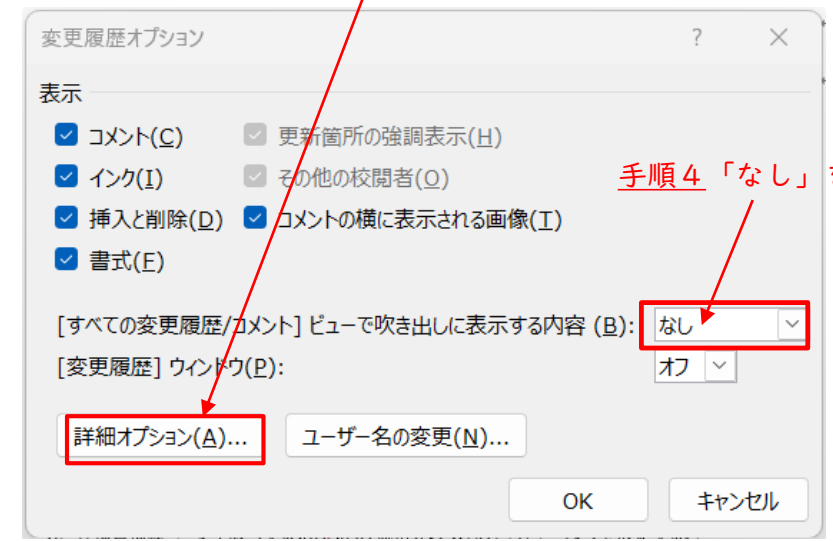 変更履歴オプション ? ×
表示
コメント(C) 更新箇所の強調表示(H)
インク(I) その他の校閲者(O)
手順4「なし」
挿入と削除(D) コメントの横に表示される画像(T)
書式(F)
[すべての変更履歴/コメント] ビューで吹き出しに表示する内容 (B): なし
[変更履歴] ウィンドウ(P): オフ
詳細オプション(A)... ユーザー名の変更(N)...
OK キャンセル